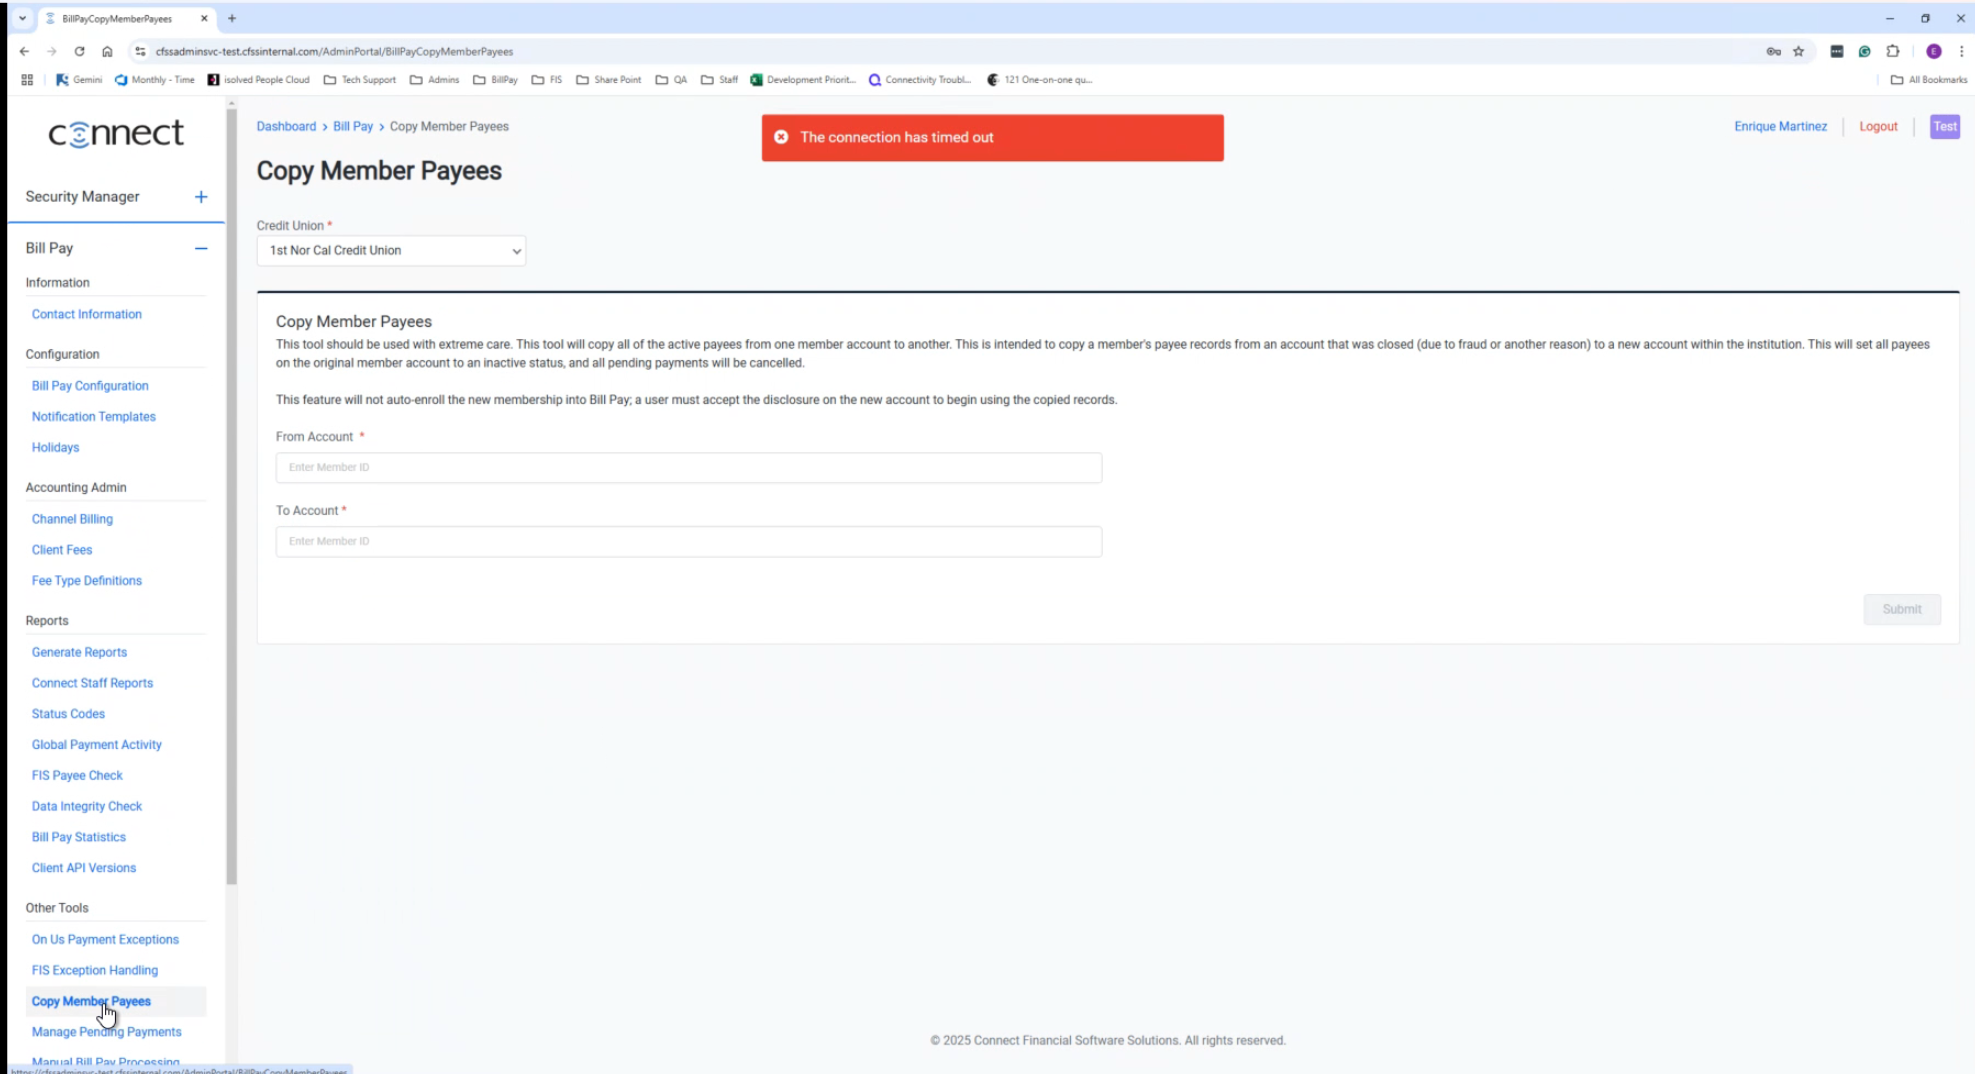 BillPayCopyMemberPayees
cfssadminsvc-test.cfssinternal.com/AdminPortal/BillPayCopyMemberPayees
Gemini Monthly - Time isolved People Cloud Tech Support Admins BillPay FIS Share Point QA Staff Development Priorit... Connectivity Troubl... 121 One-on-one qu... All Bookmarks
connect
Dashboard > Bill Pay > Copy Member Payees
The connection has timed out
Enrique Martinez Logout Test
Copy Member Payees
Security Manager
Credit Union *
1st Nor Cal Credit Union
Bill Pay
Information
Contact Information
Configuration
Bill Pay Configuration
Notification Templates
Holidays
Accounting Admin
Channel Billing
Client Fees
Fee Type Definitions
Reports
Generate Reports
Connect Staff Reports
Status Codes
Global Payment Activity
FIS Payee Check
Data Integrity Check
Bill Pay Statistics
Client API Versions
Other Tools
On Us Payment Exceptions
FIS Exception Handling
Copy Member Payees
Manage Pending Payments
Manual Bill Pay Processing
Copy Member Payees
This tool should be used with extreme care. This tool will copy all of the active payees from one member account to another. This is intended to copy a member's payee records from an account that was closed (due to fraud or another reason) to a new account within the institution. This will set all payees
on the original member account to an inactive status, and all pending payments will be cancelled.
This feature will not auto-enroll the new membership into Bill Pay; a user must accept the disclosure on the new account to begin using the copied records.
From Account *
Enter Member ID
To Account *
Enter Member ID
Submit
© 2025 Connect Financial Software Solutions. All rights reserved.
https://cfssadminsvc-test.cfssinternal.com/AdminPortal/BillPayCopyMemberPayees